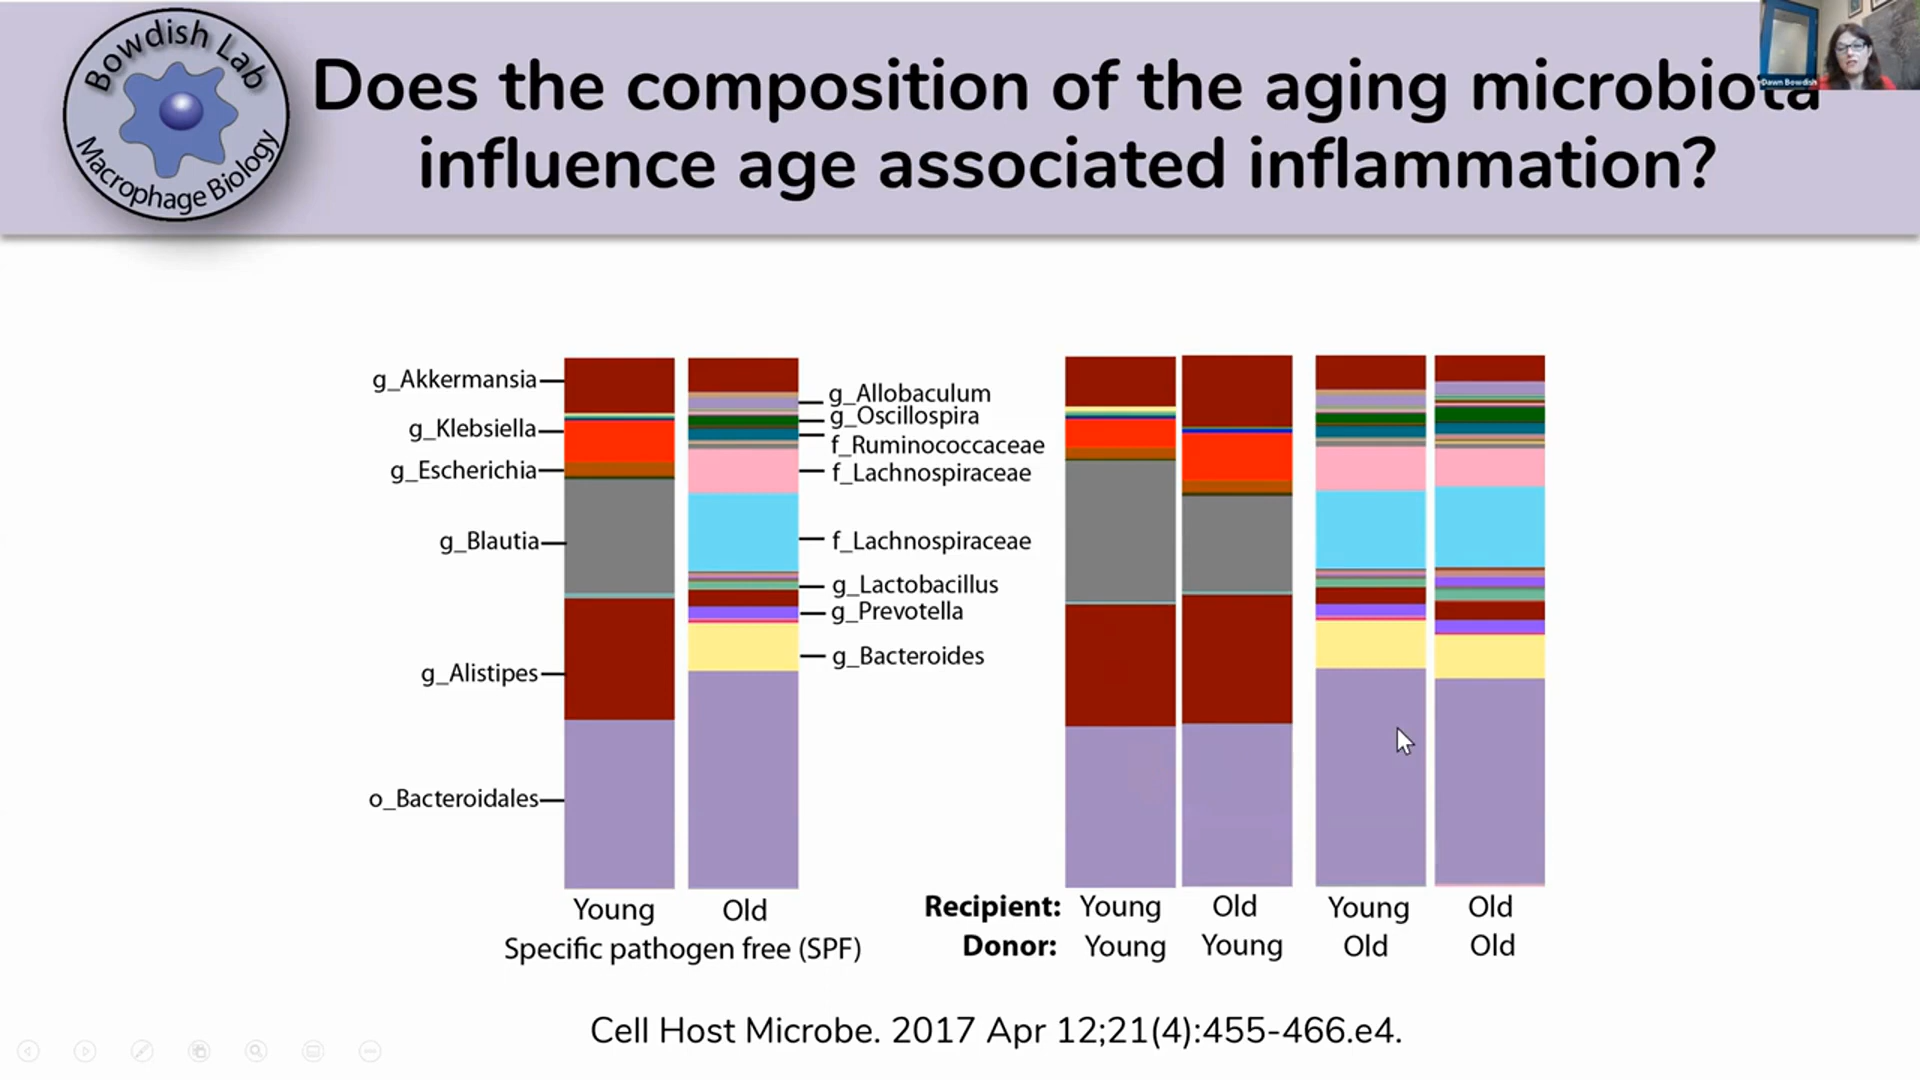 Bowdish Lab
Macrophage Biology
Does the composition of the aging microbiota
influence age associated inflammation?
Dawn Bowdish
g_Akkermansia
g_Klebsiella
g_Escherichia
g_Blautia
g_Alistipes
o_Bacteroidales
g_Allobaculum
g_Oscillospira
f_Ruminococcaceae
f_Lachnospiraceae
f_Lachnospiraceae
g_Lactobacillus
g_Prevotella
g_Bacteroides
Young Old
Specific pathogen free (SPF)
Recipient: Young Old Young Old
Donor: Young Young Old Old
Cell Host Microbe. 2017 Apr 12;21(4):455-466.e4.